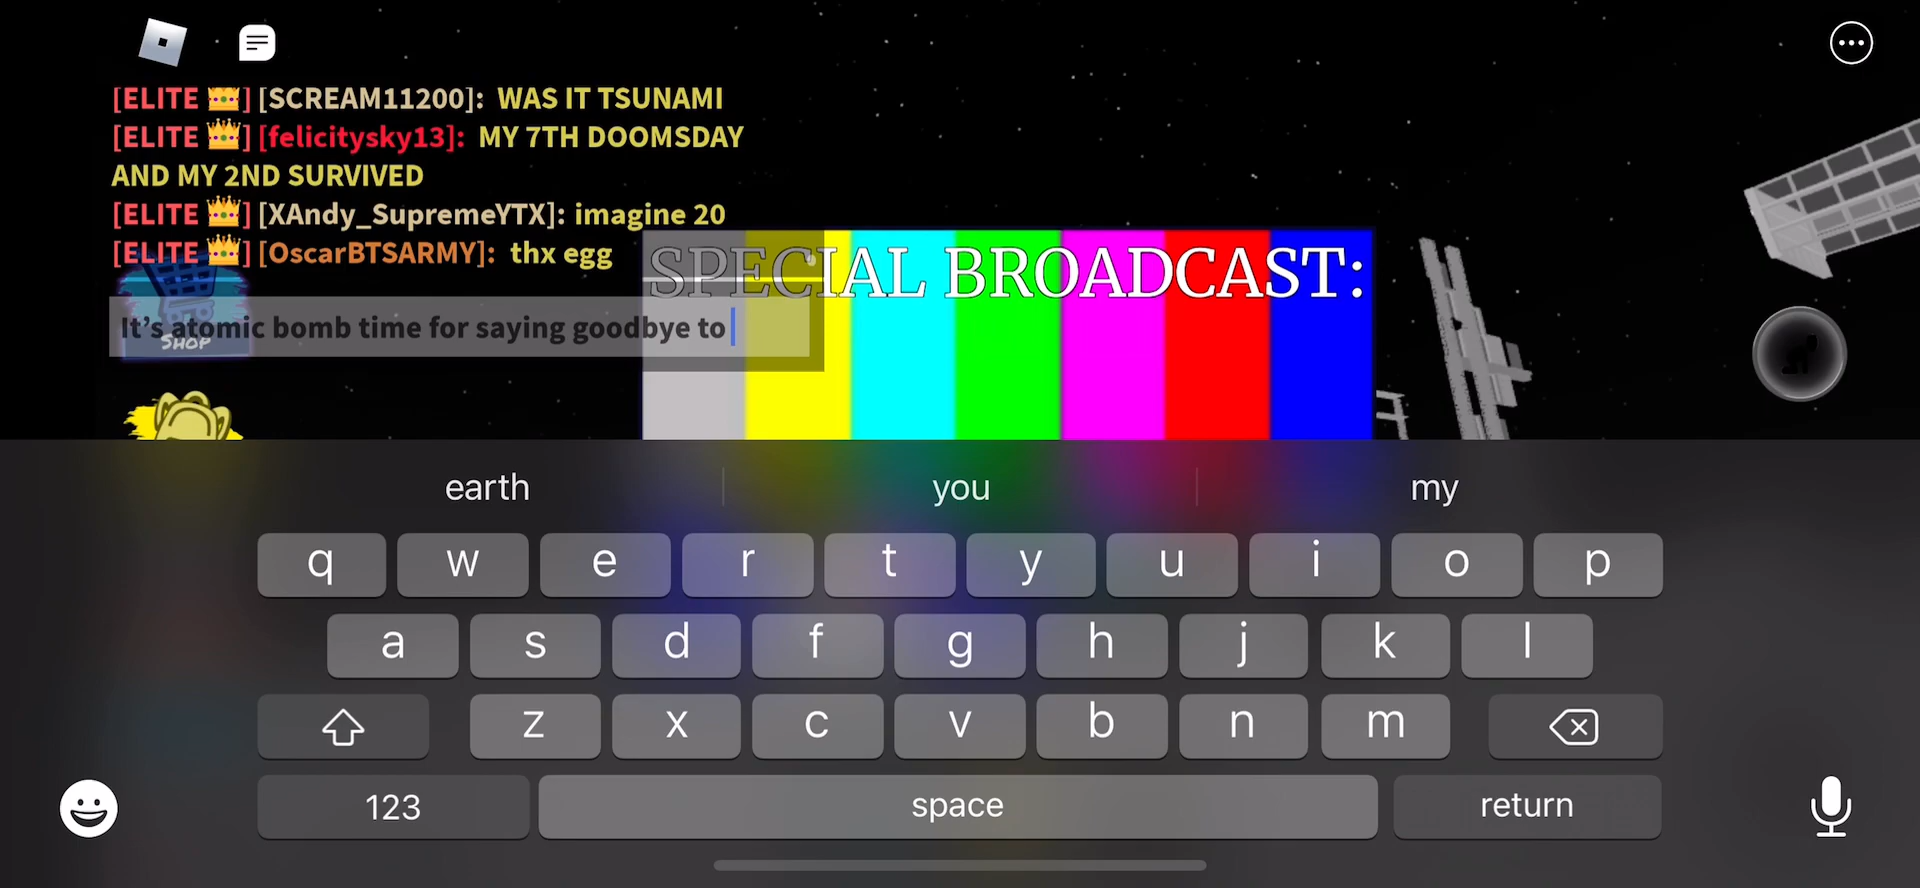 [ELITE 👑] [SCREAM11200]: WAS IT TSUNAMI
[ELITE 👑] [felicitysky13]: MY 7TH DOOMSDAY
AND MY 2ND SURVIVED
[ELITE 👑] [XAndy_SupremeYTX]: imagine 20
[ELITE 👑] [OscarBTSARMY]: thx egg
SPECIAL BROADCAST:
It’s atomic bomb time for saying goodbye to
SHOP
earth you my
q w e r t y u i o p
a s d f g h j k l
z x c v b n m
123 space return